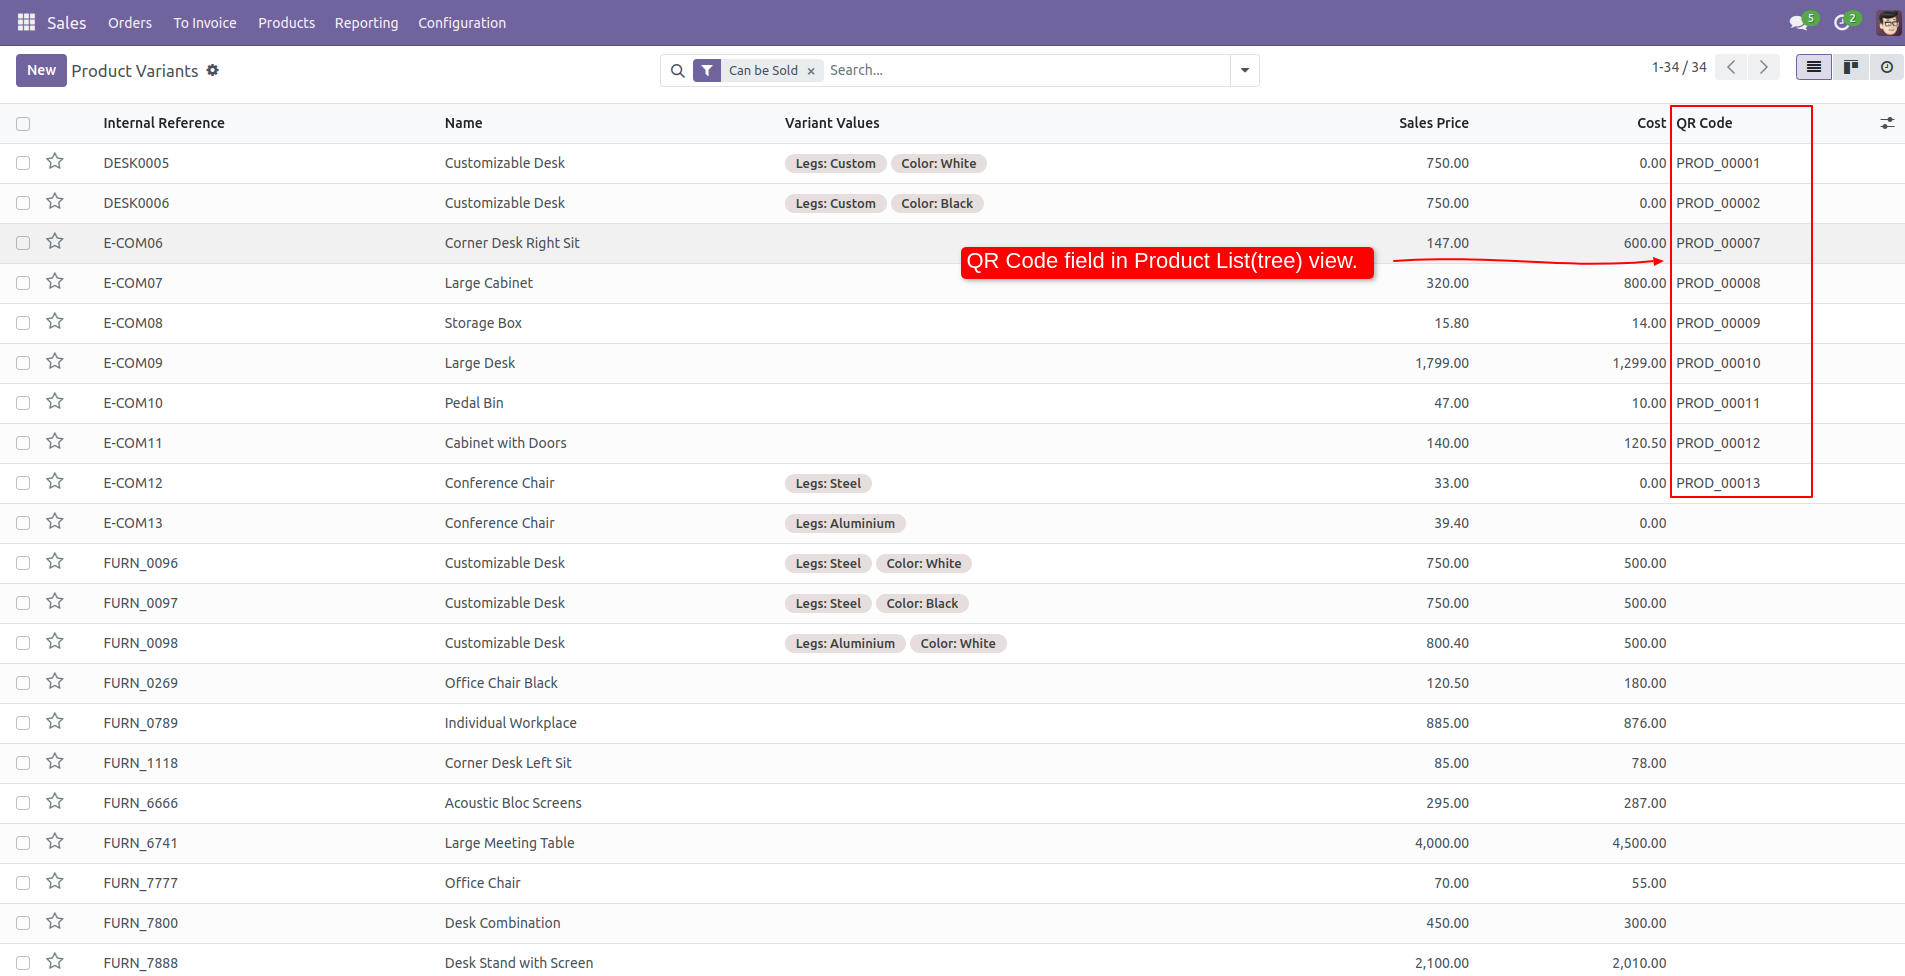 Sales Orders To Invoice Products Reporting Configuration 5 2
New Product Variants Can be Sold × Search... 1-34 / 34
Internal Reference Name Variant Values Sales Price Cost QR Code
DESK0005 Customizable Desk Legs: Custom Color: White 750.00 0.00 PROD_00001
DESK0006 Customizable Desk Legs: Custom Color: Black 750.00 0.00 PROD_00002
E-COM06 Corner Desk Right Sit 147.00 600.00 PROD_00007
QR Code field in Product List(tree) view.
E-COM07 Large Cabinet 320.00 800.00 PROD_00008
E-COM08 Storage Box 15.80 14.00 PROD_00009
E-COM09 Large Desk 1,799.00 1,299.00 PROD_00010
E-COM10 Pedal Bin 47.00 10.00 PROD_00011
E-COM11 Cabinet with Doors 140.00 120.50 PROD_00012
E-COM12 Conference Chair Legs: Steel 33.00 0.00 PROD_00013
E-COM13 Conference Chair Legs: Aluminium 39.40 0.00
FURN_0096 Customizable Desk Legs: Steel Color: White 750.00 500.00
FURN_0097 Customizable Desk Legs: Steel Color: Black 750.00 500.00
FURN_0098 Customizable Desk Legs: Aluminium Color: White 800.40 500.00
FURN_0269 Office Chair Black 120.50 180.00
FURN_0789 Individual Workplace 885.00 876.00
FURN_1118 Corner Desk Left Sit 85.00 78.00
FURN_6666 Acoustic Bloc Screens 295.00 287.00
FURN_6741 Large Meeting Table 4,000.00 4,500.00
FURN_7777 Office Chair 70.00 55.00
FURN_7800 Desk Combination 450.00 300.00
FURN_7888 Desk Stand with Screen 2,100.00 2,010.00